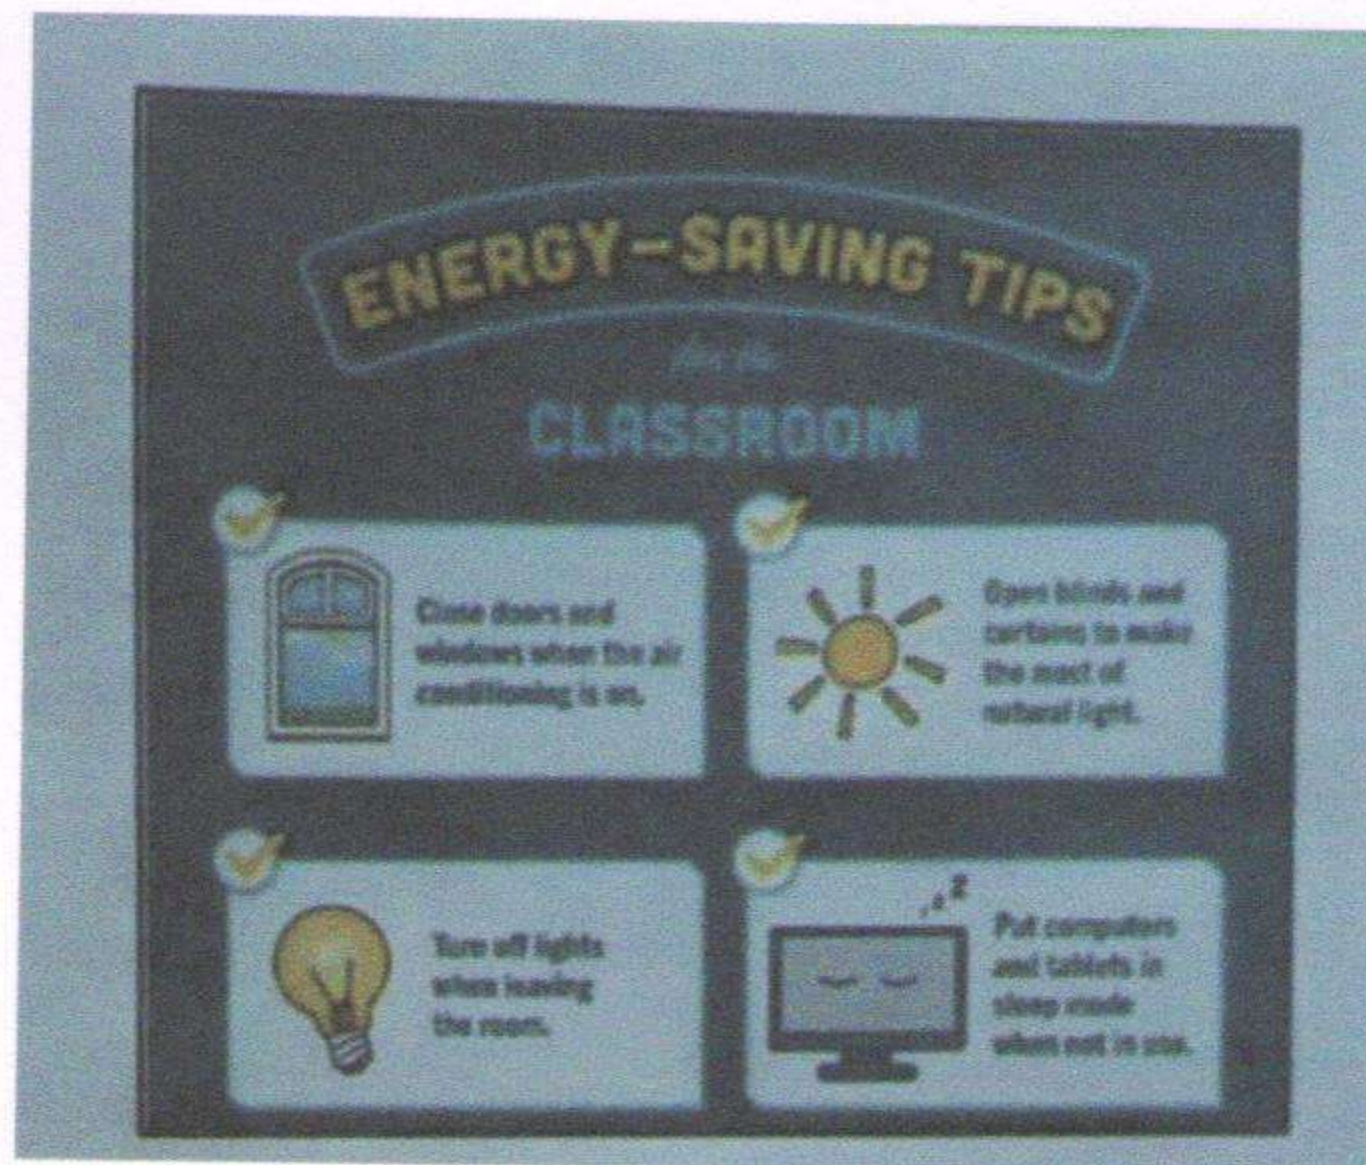 ENERGY-SAVING TIPS
for the
CLASSROOM
Close doors and
windows when the air
conditioning is on.
Open blinds and
curtains to make
the most of
natural light.
Turn off lights
when leaving
the room.
z
Put computers
and tablets in
sleep mode
when not in use.